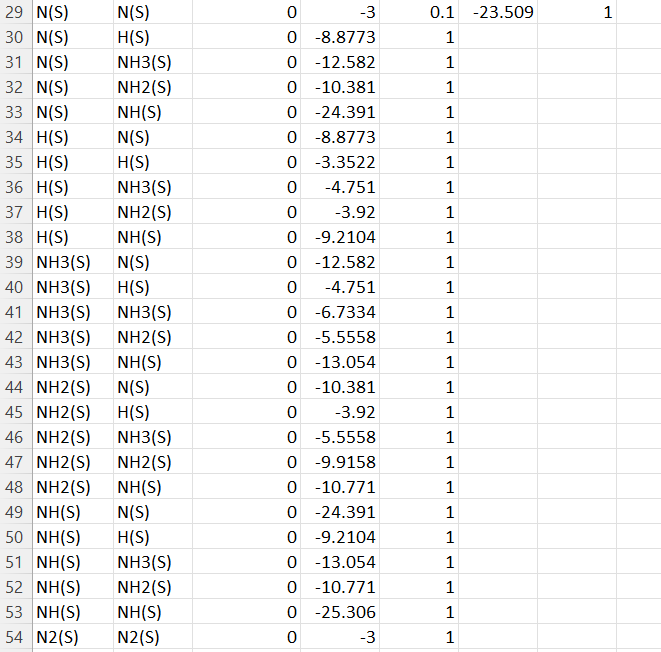 29 N(S) N(S) 0 -3 0.1 -23.509 1
30 N(S) H(S) 0 -8.8773 1
31 N(S) NH3(S) 0 -12.582 1
32 N(S) NH2(S) 0 -10.381 1
33 N(S) NH(S) 0 -24.391 1
34 H(S) N(S) 0 -8.8773 1
35 H(S) H(S) 0 -3.3522 1
36 H(S) NH3(S) 0 -4.751 1
37 H(S) NH2(S) 0 -3.92 1
38 H(S) NH(S) 0 -9.2104 1
39 NH3(S) N(S) 0 -12.582 1
40 NH3(S) H(S) 0 -4.751 1
41 NH3(S) NH3(S) 0 -6.7334 1
42 NH3(S) NH2(S) 0 -5.5558 1
43 NH3(S) NH(S) 0 -13.054 1
44 NH2(S) N(S) 0 -10.381 1
45 NH2(S) H(S) 0 -3.92 1
46 NH2(S) NH3(S) 0 -5.5558 1
47 NH2(S) NH2(S) 0 -9.9158 1
48 NH2(S) NH(S) 0 -10.771 1
49 NH(S) N(S) 0 -24.391 1
50 NH(S) H(S) 0 -9.2104 1
51 NH(S) NH3(S) 0 -13.054 1
52 NH(S) NH2(S) 0 -10.771 1
53 NH(S) NH(S) 0 -25.306 1
54 N2(S) N2(S) 0 -3 1